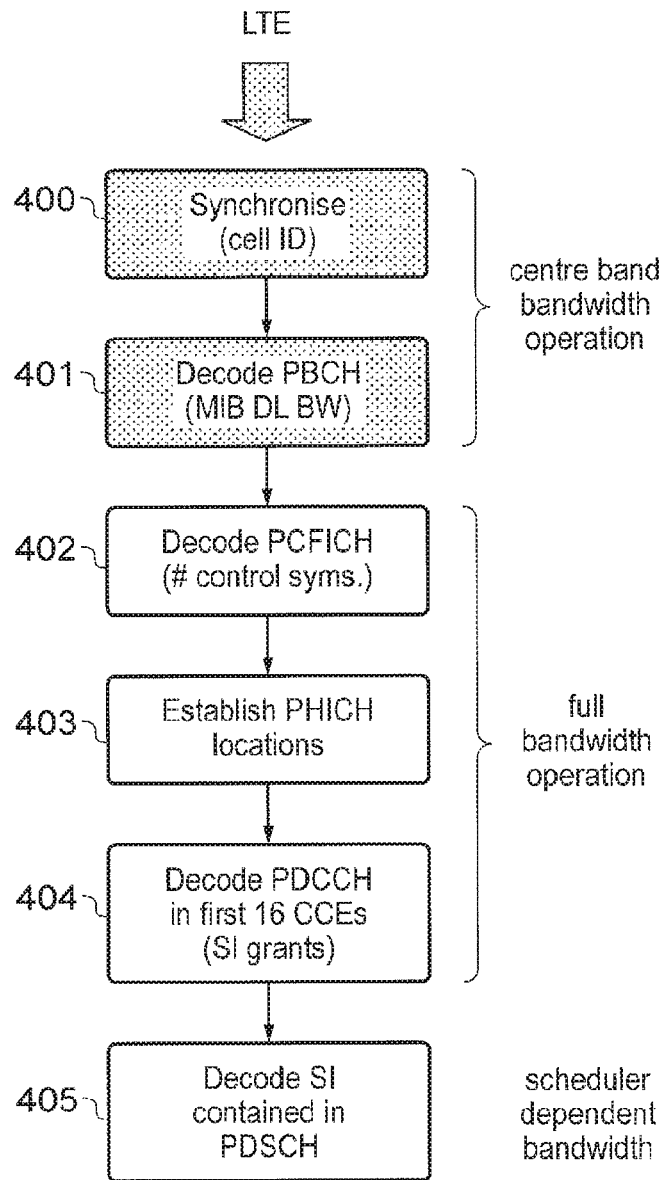 LTE
400
Synchronise
(cell ID)
centre band
bandwidth
operation
401
Decode PBCH
(MIB DL BW)
402
Decode PCFICH
(# control syms.)
403
Establish PHICH
locations
full
bandwidth
operation
404
Decode PDCCH
in first 16 CCEs
(SI grants)
405
Decode SI
contained in
PDSCH
scheduler
dependent
bandwidth